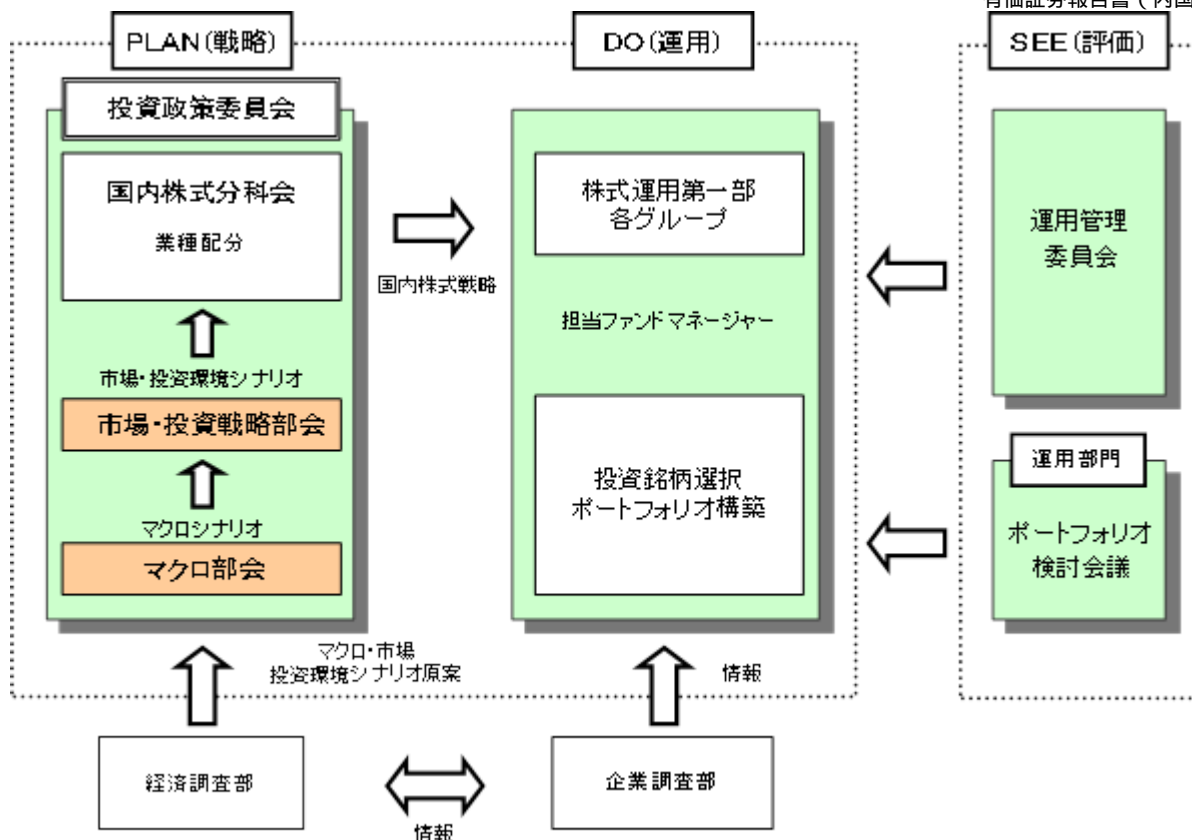 有価証券報告書(内国
PLAN(戦略)
投資政策委員会
国内株式分科会
業種配分
市場・投資環境シナリオ
市場・投資戦略部会
マクロシナリオ
マクロ部会
マクロ・市場
投資環境シナリオ原案
経済調査部
国内株式戦略
DO(運用)
株式運用第一部
各グループ
担当ファンドマネージャー
投資銘柄選択
ポートフォリオ構築
情報
企業調査部
情報
SEE(評価)
運用管理
委員会
運用部門
ポートフォリオ
検討会議